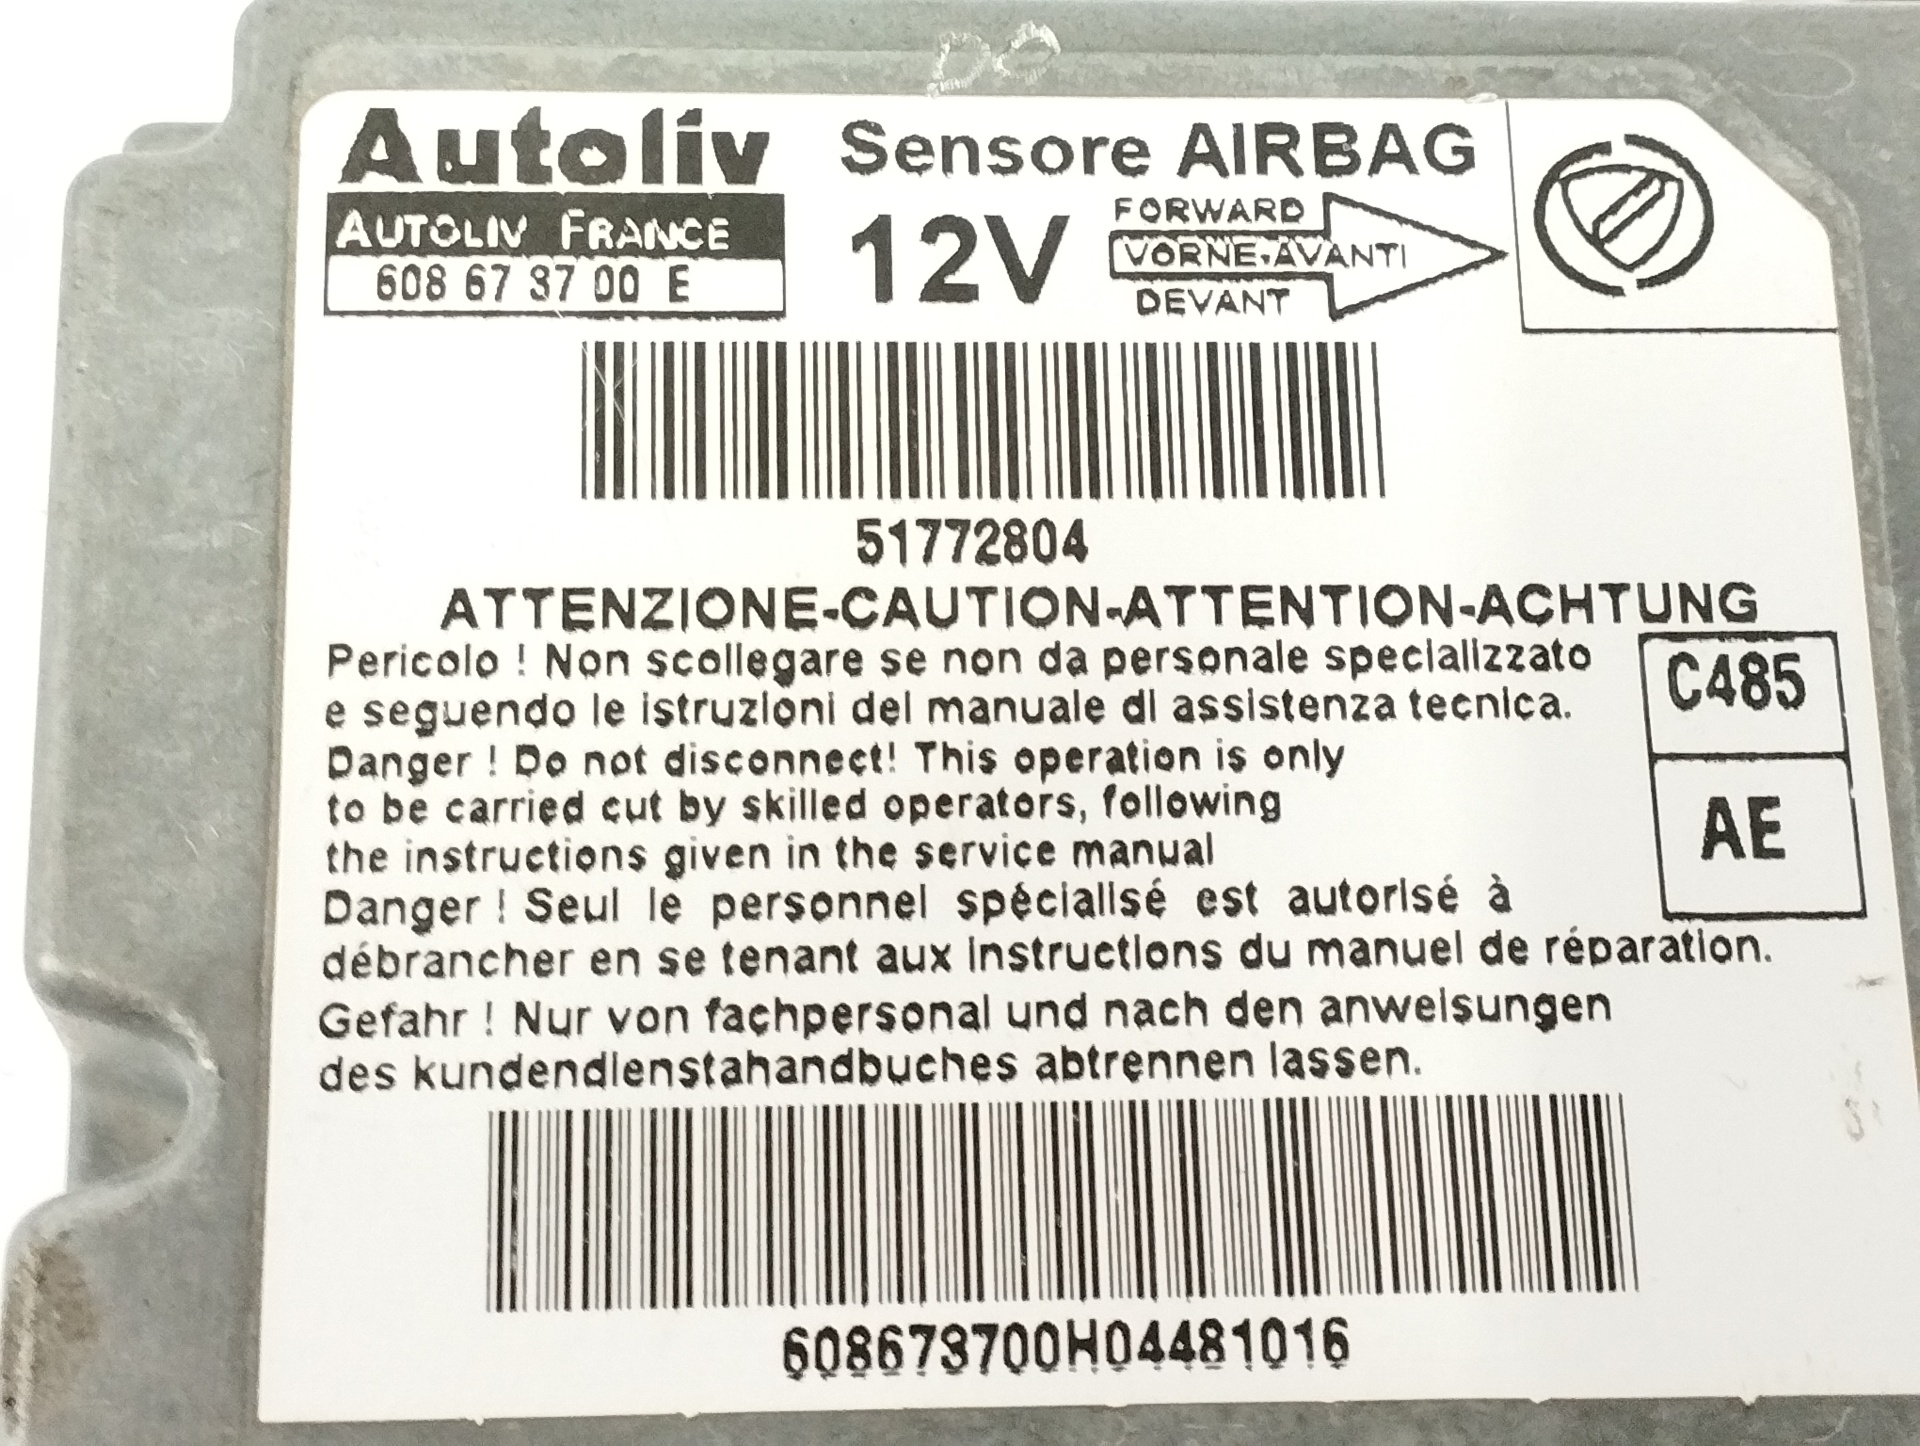 DO
Autoliv
Sensore AIRBAG
AUTOLIV FRANCE
608 67 37 00 E
12V
FORWARD
VORNE-AVANTI
DEVANT
51772804
ATTENZIONE-CAUTION-ATTENTION-ACHTUNG
Pericolo ! Non scollegare se non da personale specializzato
e seguendo le istruzioni del manuale di assistenza tecnica.
C485
AE
Danger ! Do not disconnect! This operation is only
to be carried out by skilled operators, following
the instructions given in the service manual
Danger ! Seul le personnel spécialisé est autorisé à
débrancher en se tenant aux instructions du manuel de réparation.
Gefahr ! Nur von fachpersonal und nach den anweisungen
des kundendienstahandbuches abtrennen lassen.
608673700H04481016